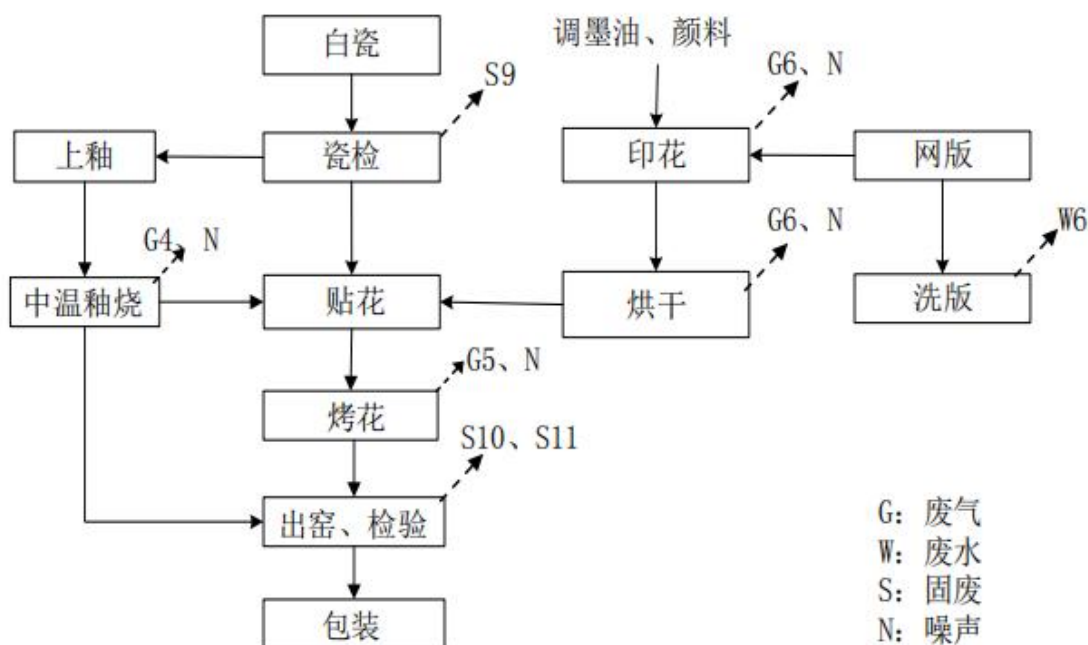 白瓷
调墨油、颜料
S9
G6、N
上釉
瓷检
印花
网版
G4、N
G6、N
W6
中温釉烧
贴花
烘干
洗版
G5、N
烤花
S10、S11
出窑、检验
包装
G：废气
W：废水
S：固废
N：噪声